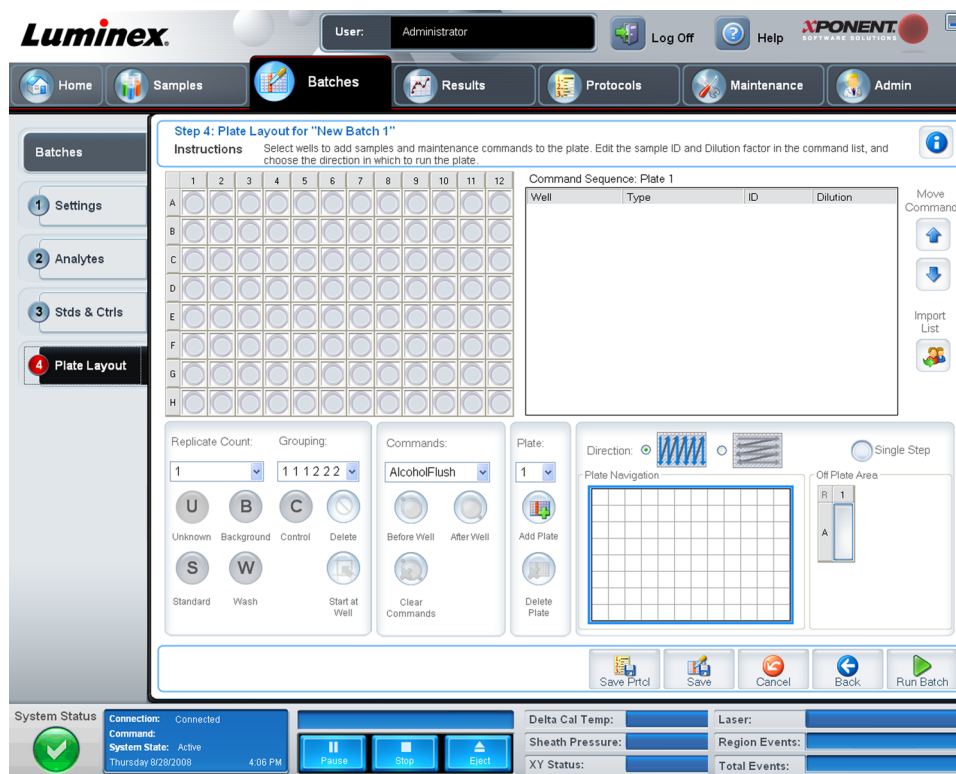 Luminex.
User: Administrator
Log Off
Help
XPONENT.
SOFTWARE SOLUTIONS
Home
Samples
Batches
Results
Protocols
Maintenance
Admin
Batches
1 Settings
2 Analytes
3 Stds & Ctrls
4 Plate Layout
Step 4: Plate Layout for "New Batch 1"
Instructions Select wells to add samples and maintenance commands to the plate. Edit the sample ID and Dilution factor in the command list, and
choose the direction in which to run the plate.
1 2 3 4 5 6 7 8 9 10 11 12
A
B
C
D
E
F
G
H
Command Sequence: Plate 1
Well Type ID Dilution
Move
Command
Import
List
Replicate Count: Grouping:
1 1 1 1 2 2 2
U B C
Unknown Background Control Delete
S W
Standard Wash Start at
Well
Commands:
AlcoholFlush
Before Well After Well
Clear
Commands
Plate:
1
Add Plate
Delete
Plate
Direction:
Single Step
Plate Navigation
Off Plate Area
R 1
A
Save Prtcl
Save
Cancel
Back
Run Batch
System Status
Connection: Connected
Command:
System State: Active
Thursday 8/28/2008 4:06 PM
Pause
Stop
Eject
Delta Cal Temp:
Sheath Pressure:
XY Status:
Laser:
Region Events:
Total Events: